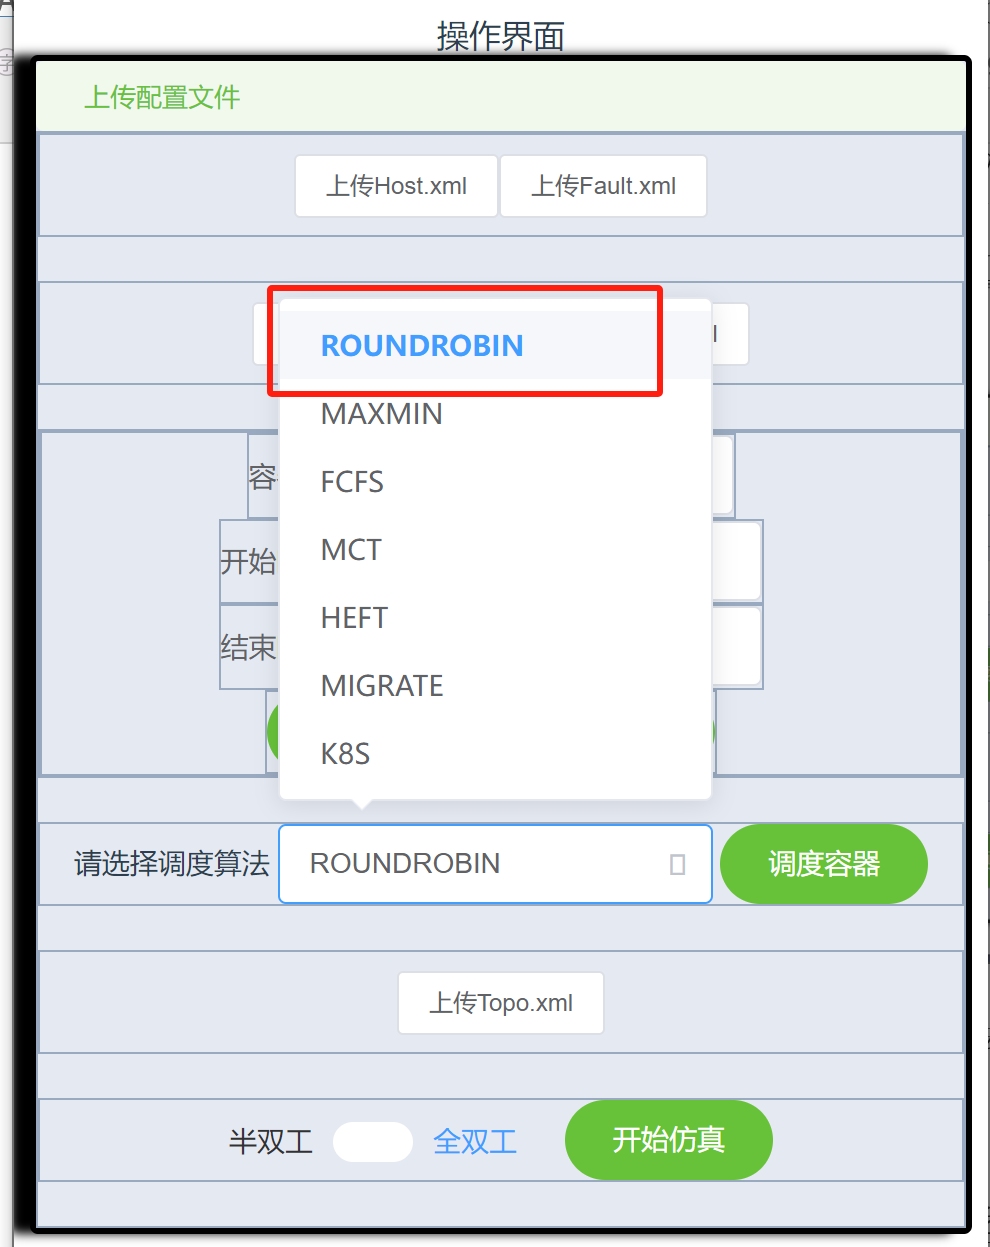 操作界面
上传配置文件
上传Host.xml 上传Fault.xml
ROUNDROBIN
MAXMIN
容
FCFS
开始
MCT
结束
HEFT
MIGRATE
K8S
请选择调度算法 ROUNDROBIN 调度容器
上传Topo.xml
半双工 全双工 开始仿真